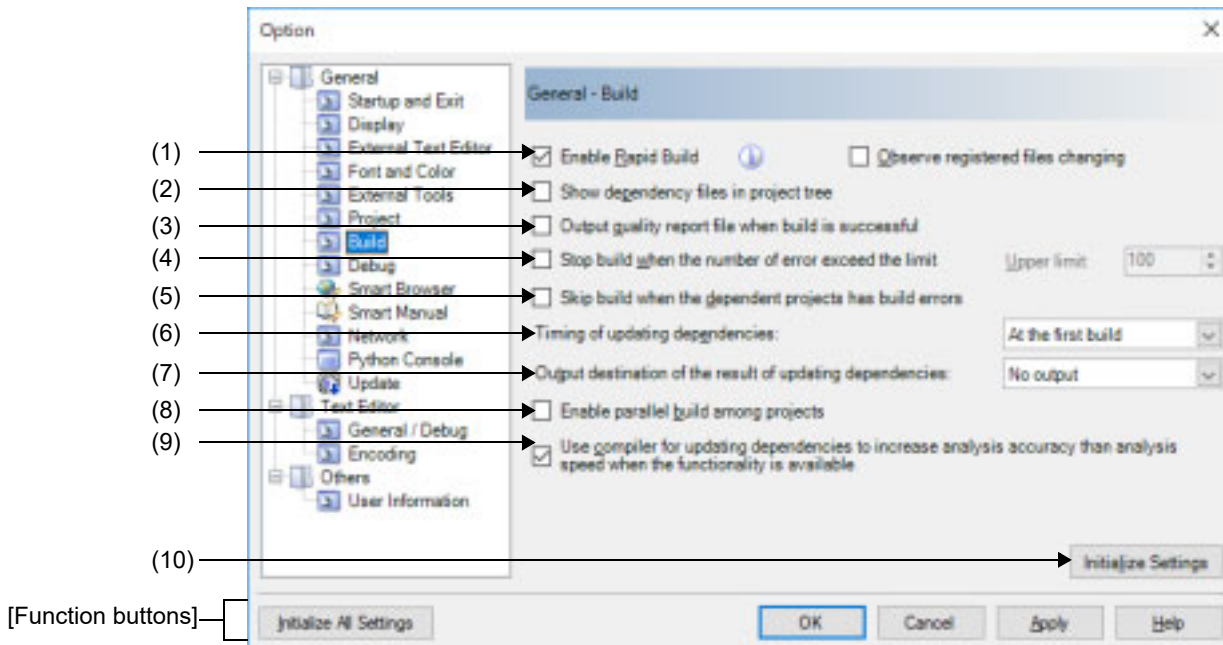 Option
General
Startup and Exit
Display
External Text Editor
Font and Color
External Tools
Project
Build
Debug
Smart Browser
Smart Manual
Network
Python Console
Update
Text Editor
General / Debug
Encoding
Others
User Information
General - Build
(1)
Enable Rapid Build
Observe registered files changing
(2)
Show dependency files in project tree
(3)
Output quality report file when build is successful
(4)
Stop build when the number of error exceed the limit
Upper limit:
100
(5)
Skip build when the dependent projects has build errors
(6)
Timing of updating dependencies:
At the first build
(7)
Output destination of the result of updating dependencies:
No output
(8)
Enable parallel build among projects
(9)
Use compiler for updating dependencies to increase analysis accuracy than analysis
speed when the functionality is available
(10)
Initialize Settings
[Function buttons]
Initialize All Settings
OK
Cancel
Apply
Help